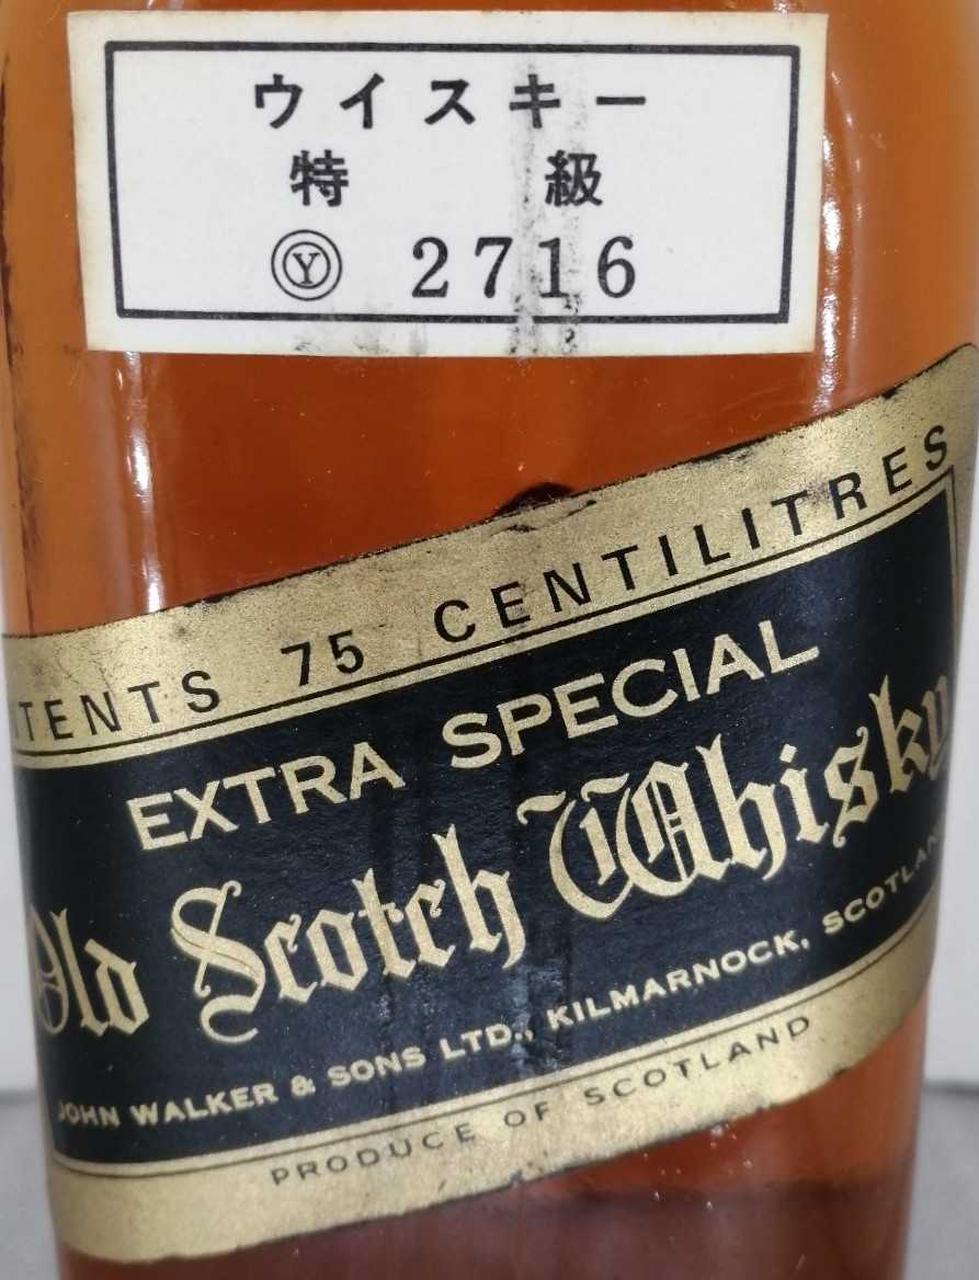 ウイスキー
特 級
Ⓨ 2716
TENTS 75 CENTILITRES
EXTRA SPECIAL
Old Scotch Whisky
JOHN WALKER & SONS LTD., KILMARNOCK, SCOTLAN
PRODUCE OF SCOTLAND